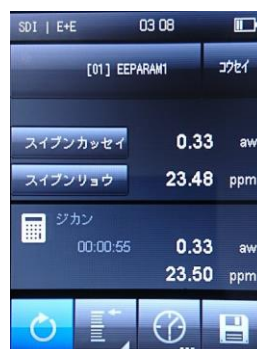 SDI | E+E 03 08
[01] EEPARAM1 コウセイ
スイブンカッセイ 0.33 aw
スイブンリョウ 23.48 ppm
ジカン
00:00:55 0.33 aw
23.50 ppm